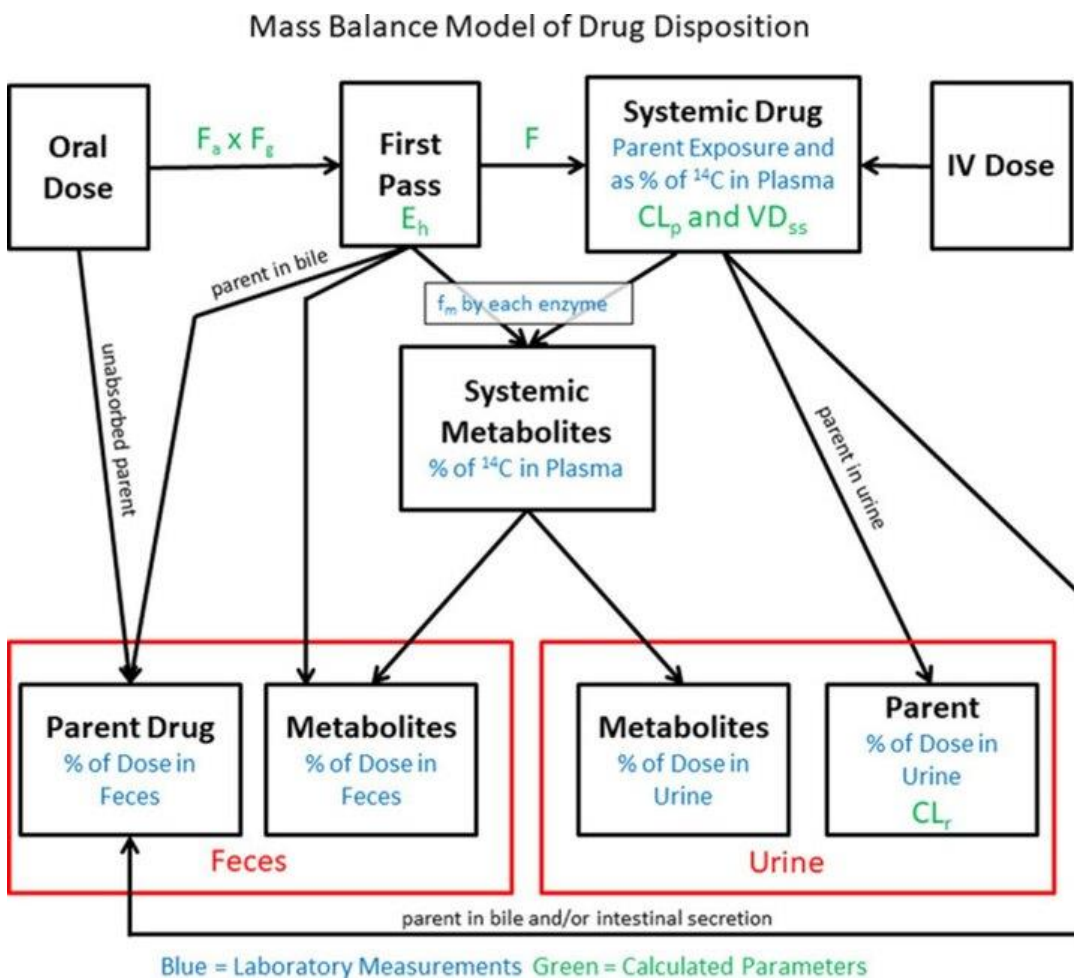 Mass Balance Model of Drug Disposition
Oral
Dose
Fₐ x F_g
First
Pass
Eₕ
F
Systemic Drug
Parent Exposure and
as % of ¹⁴C in Plasma
CLₚ and VDₛₛ
IV Dose
parent in bile
fₘ by each enzyme
unabsorbed parent
Systemic
Metabolites
% of ¹⁴C in Plasma
parent in urine
Parent Drug
% of Dose in
Feces
Metabolites
% of Dose in
Feces
Feces
Metabolites
% of Dose in
Urine
Parent
% of Dose in
Urine
CLᵣ
Urine
parent in bile and/or intestinal secretion
Blue = Laboratory Measurements Green = Calculated Parameters